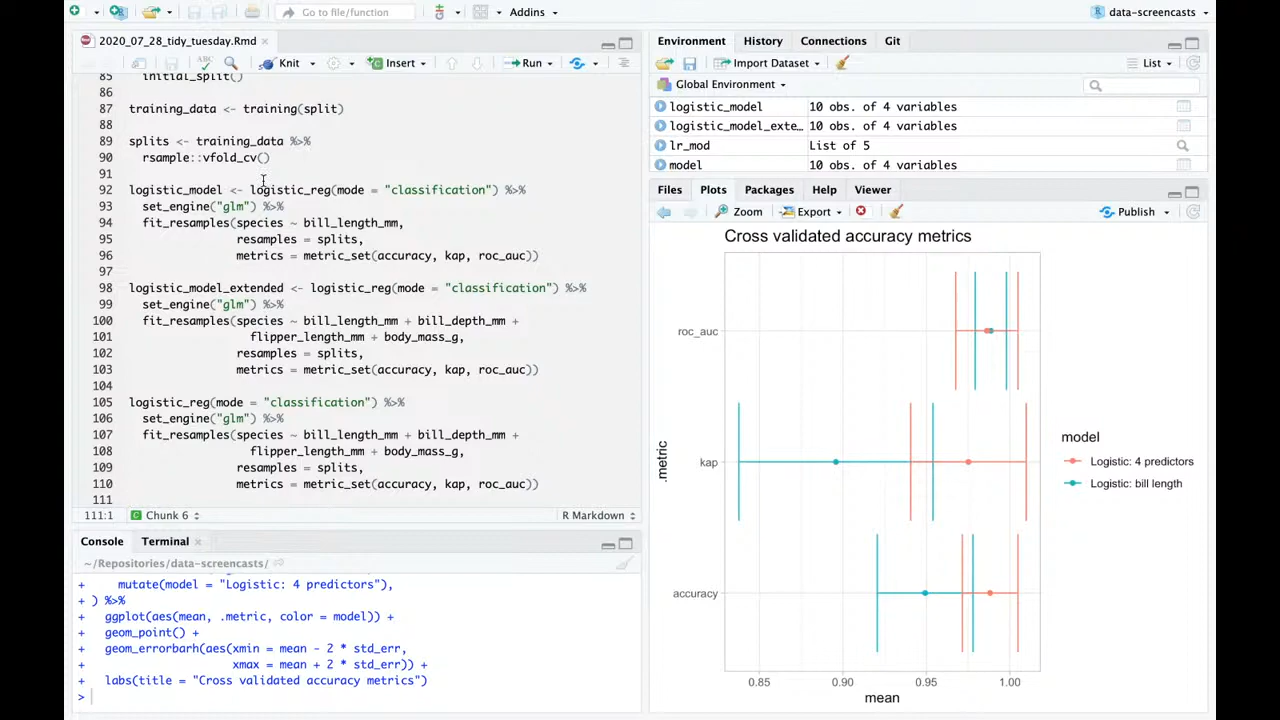 Go to file/function
Addins
data-screencasts
2020_07_28_tidy_tuesday.Rmd
Knit
Insert
Run
85 initial_split()
86
87 training_data <- training(split)
88
89 splits <- training_data %>%
90 rsample::vfold_cv()
91
92 logistic_model <- logistic_reg(mode = "classification") %>%
93 set_engine("glm") %>%
94 fit_resamples(species ~ bill_length_mm,
95 resamples = splits,
96 metrics = metric_set(accuracy, kap, roc_auc))
97
98 logistic_model_extended <- logistic_reg(mode = "classification") %>%
99 set_engine("glm") %>%
100 fit_resamples(species ~ bill_length_mm + bill_depth_mm +
101 flipper_length_mm + body_mass_g,
102 resamples = splits,
103 metrics = metric_set(accuracy, kap, roc_auc))
104
105 logistic_reg(mode = "classification") %>%
106 set_engine("glm") %>%
107 fit_resamples(species ~ bill_length_mm + bill_depth_mm +
108 flipper_length_mm + body_mass_g,
109 resamples = splits,
110 metrics = metric_set(accuracy, kap, roc_auc))
111
111:1 Chunk 6 R Markdown
Console Terminal
~/Repositories/data-screencasts/
+ mutate(model = "Logistic: 4 predictors"),
+ ) %>%
+ ggplot(aes(mean, .metric, color = model)) +
+ geom_point() +
+ geom_errorbarh(aes(xmin = mean - 2 * std_err,
+ xmax = mean + 2 * std_err)) +
+ labs(title = "Cross validated accuracy metrics")
>
Environment History Connections Git
Import Dataset List
Global Environment
logistic_model 10 obs. of 4 variables
logistic_model_exte… 10 obs. of 4 variables
lr_mod List of 5
model 10 obs. of 4 variables
Files Plots Packages Help Viewer
Zoom Export Publish
Cross validated accuracy metrics
roc_auc
kap
accuracy
.metric
0.85 0.90 0.95 1.00
mean
model
Logistic: 4 predictors
Logistic: bill length